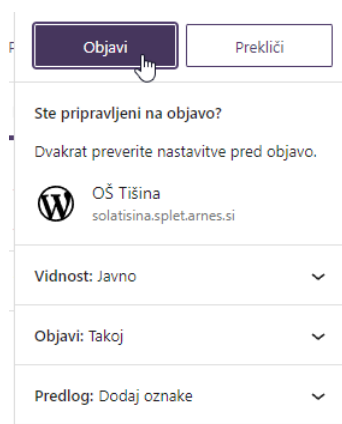 Objavi
Prekliči
Ste pripravljeni na objavo?
Dvakrat preverite nastavitve pred objavo.
OŠ Tišina
solatisina.splet.arnes.si
Vidnost: Javno
Objavi: Takoj
Predlog: Dodaj oznake